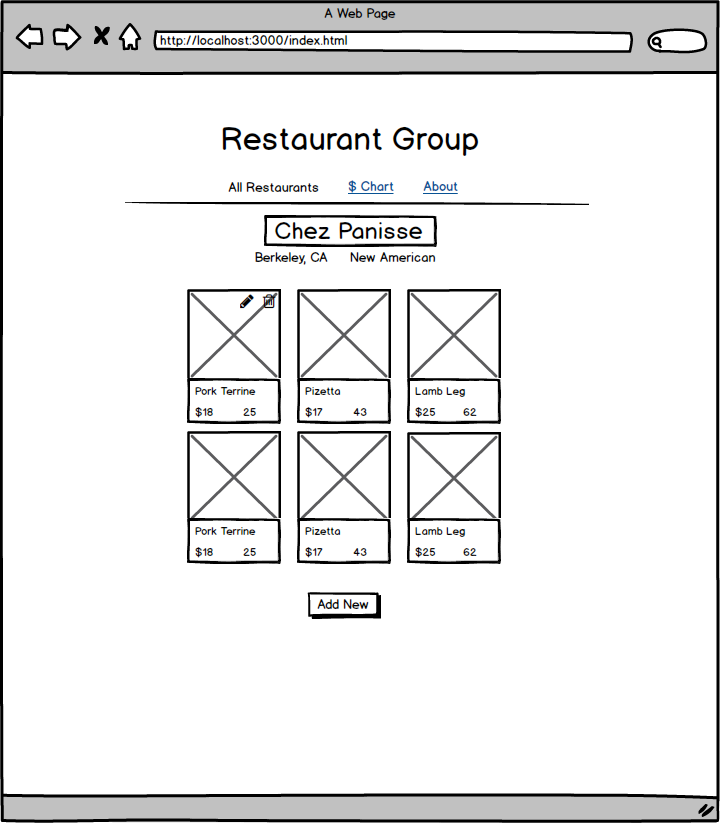 A Web Page
http://localhost:3000/index.html
Restaurant Group
All Restaurants $ Chart About
Chez Panisse
Berkeley, CA New American
Pork Terrine Pizetta Lamb Leg
$18 25 $17 43 $25 62
Pork Terrine Pizetta Lamb Leg
$18 25 $17 43 $25 62
Add New